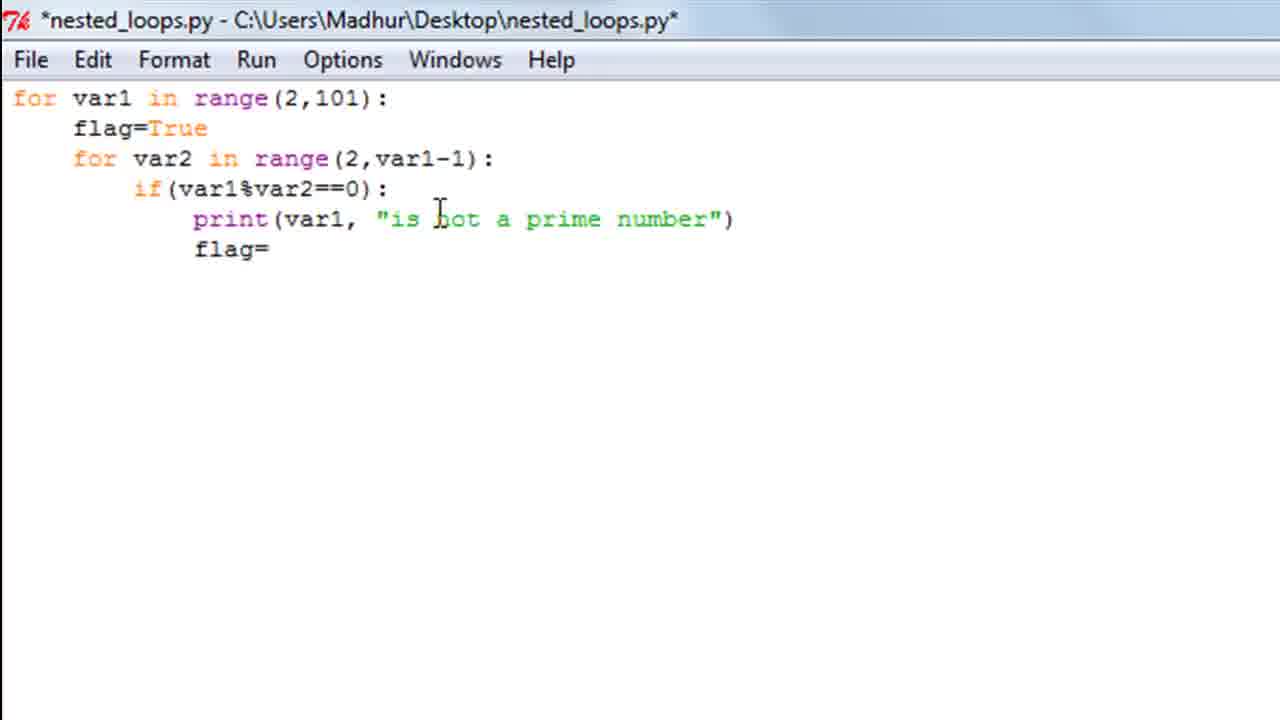 *nested_loops.py - C:\Users\Madhur\Desktop\nested_loops.py*
File Edit Format Run Options Windows Help
for var1 in range(2,101):
    flag=True
    for var2 in range(2,var1-1):
        if(var1%var2==0):
            print(var1, "is not a prime number")
            flag=